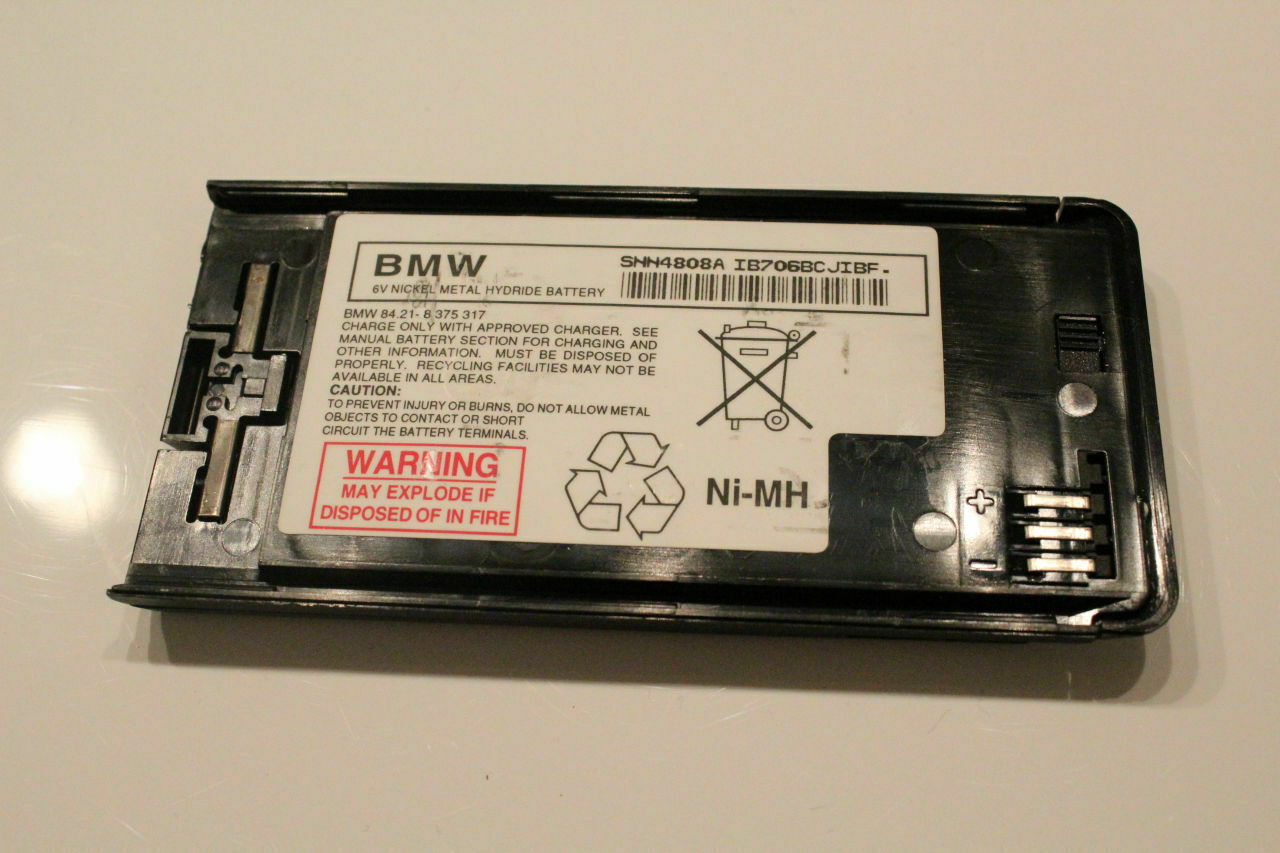 BMW
6V NICKEL METAL HYDRIDE BATTERY
SNN4808A IB706BCJIBF.
BMW 84.21- 8 375 317
CHARGE ONLY WITH APPROVED CHARGER. SEE
MANUAL BATTERY SECTION FOR CHARGING AND
OTHER INFORMATION. MUST BE DISPOSED OF
PROPERLY. RECYCLING FACILITIES MAY NOT BE
AVAILABLE IN ALL AREAS.
CAUTION:
TO PREVENT INJURY OR BURNS, DO NOT ALLOW METAL
OBJECTS TO CONTACT OR SHORT
CIRCUIT THE BATTERY TERMINALS.
WARNING
MAY EXPLODE IF
DISPOSED OF IN FIRE
Ni-MH
+
−